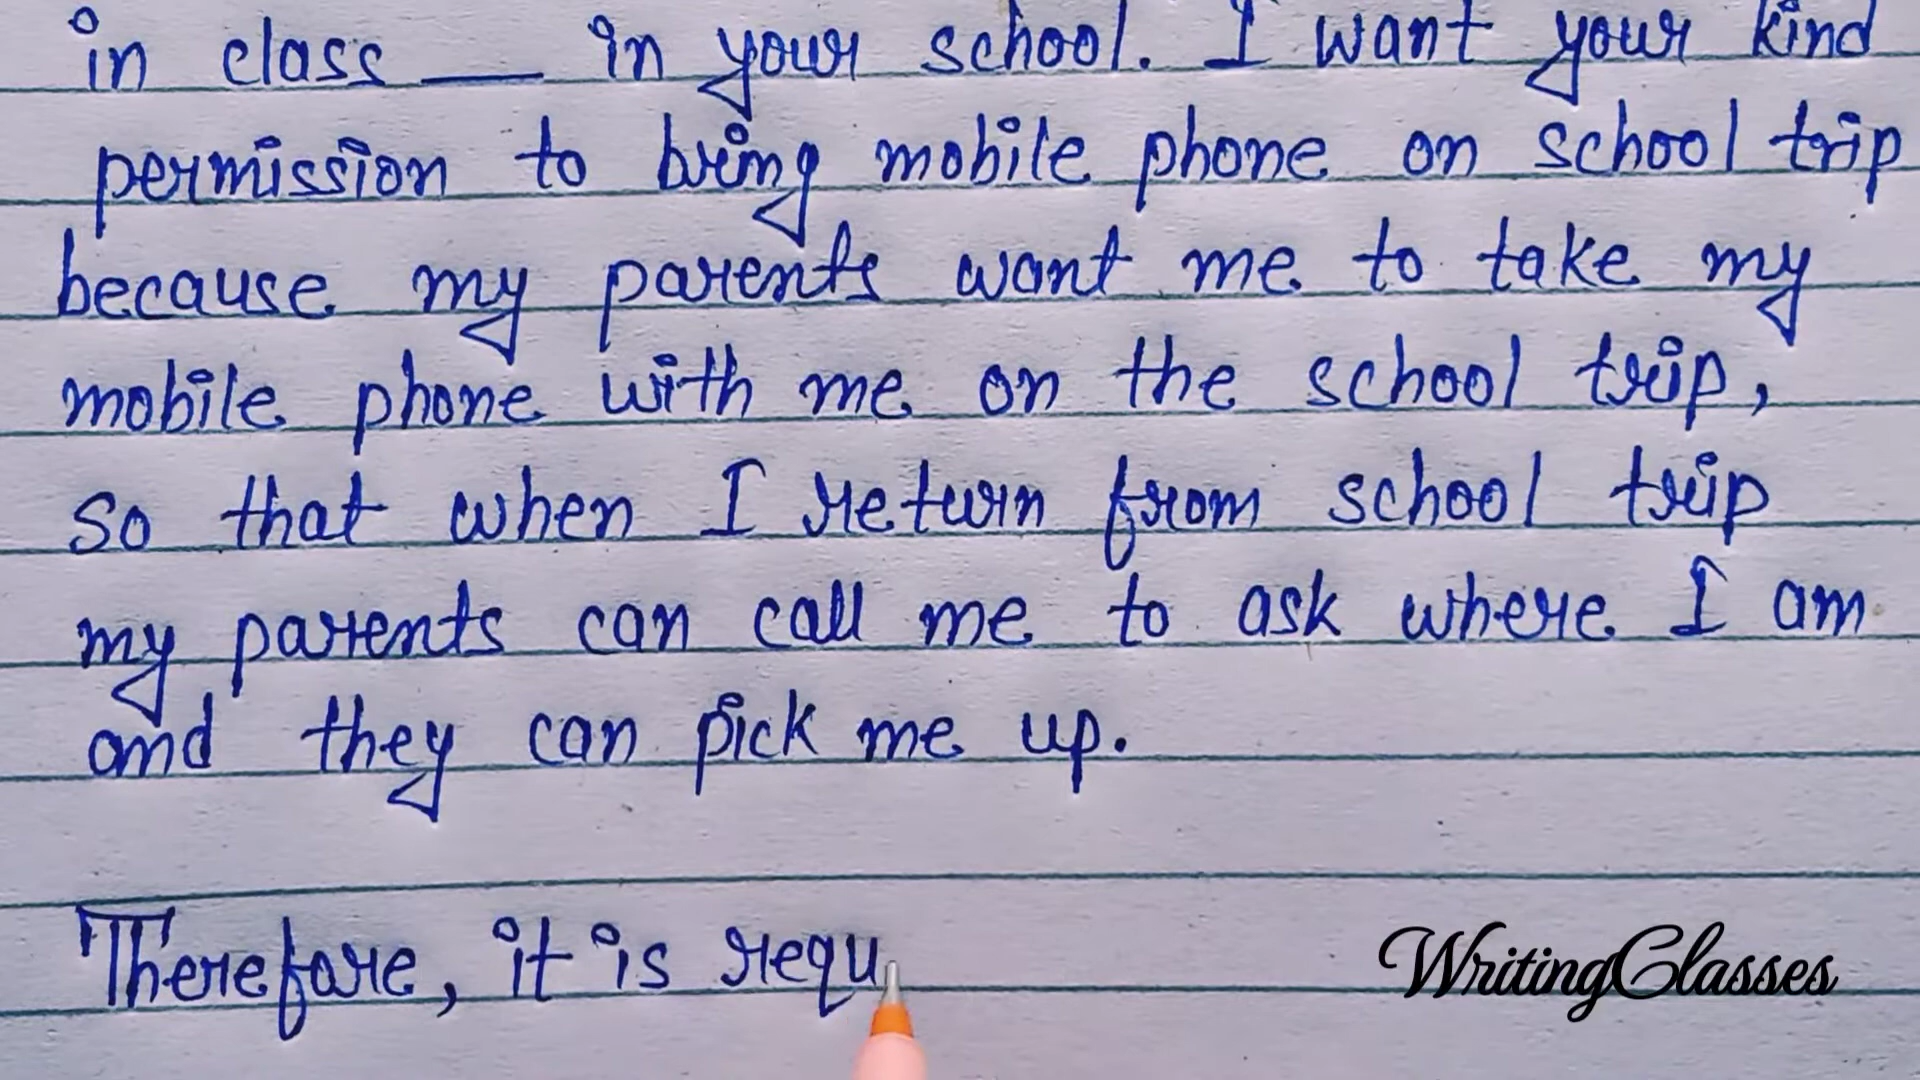 in class ___ in your school. I want your kind
permission to bring mobile phone on school trip
because my parents want me to take my
mobile phone with me on the school trip,
so that when I return from school trip
my parents can call me to ask where I am
and they can pick me up.
Therefore, it is requ
WritingClasses